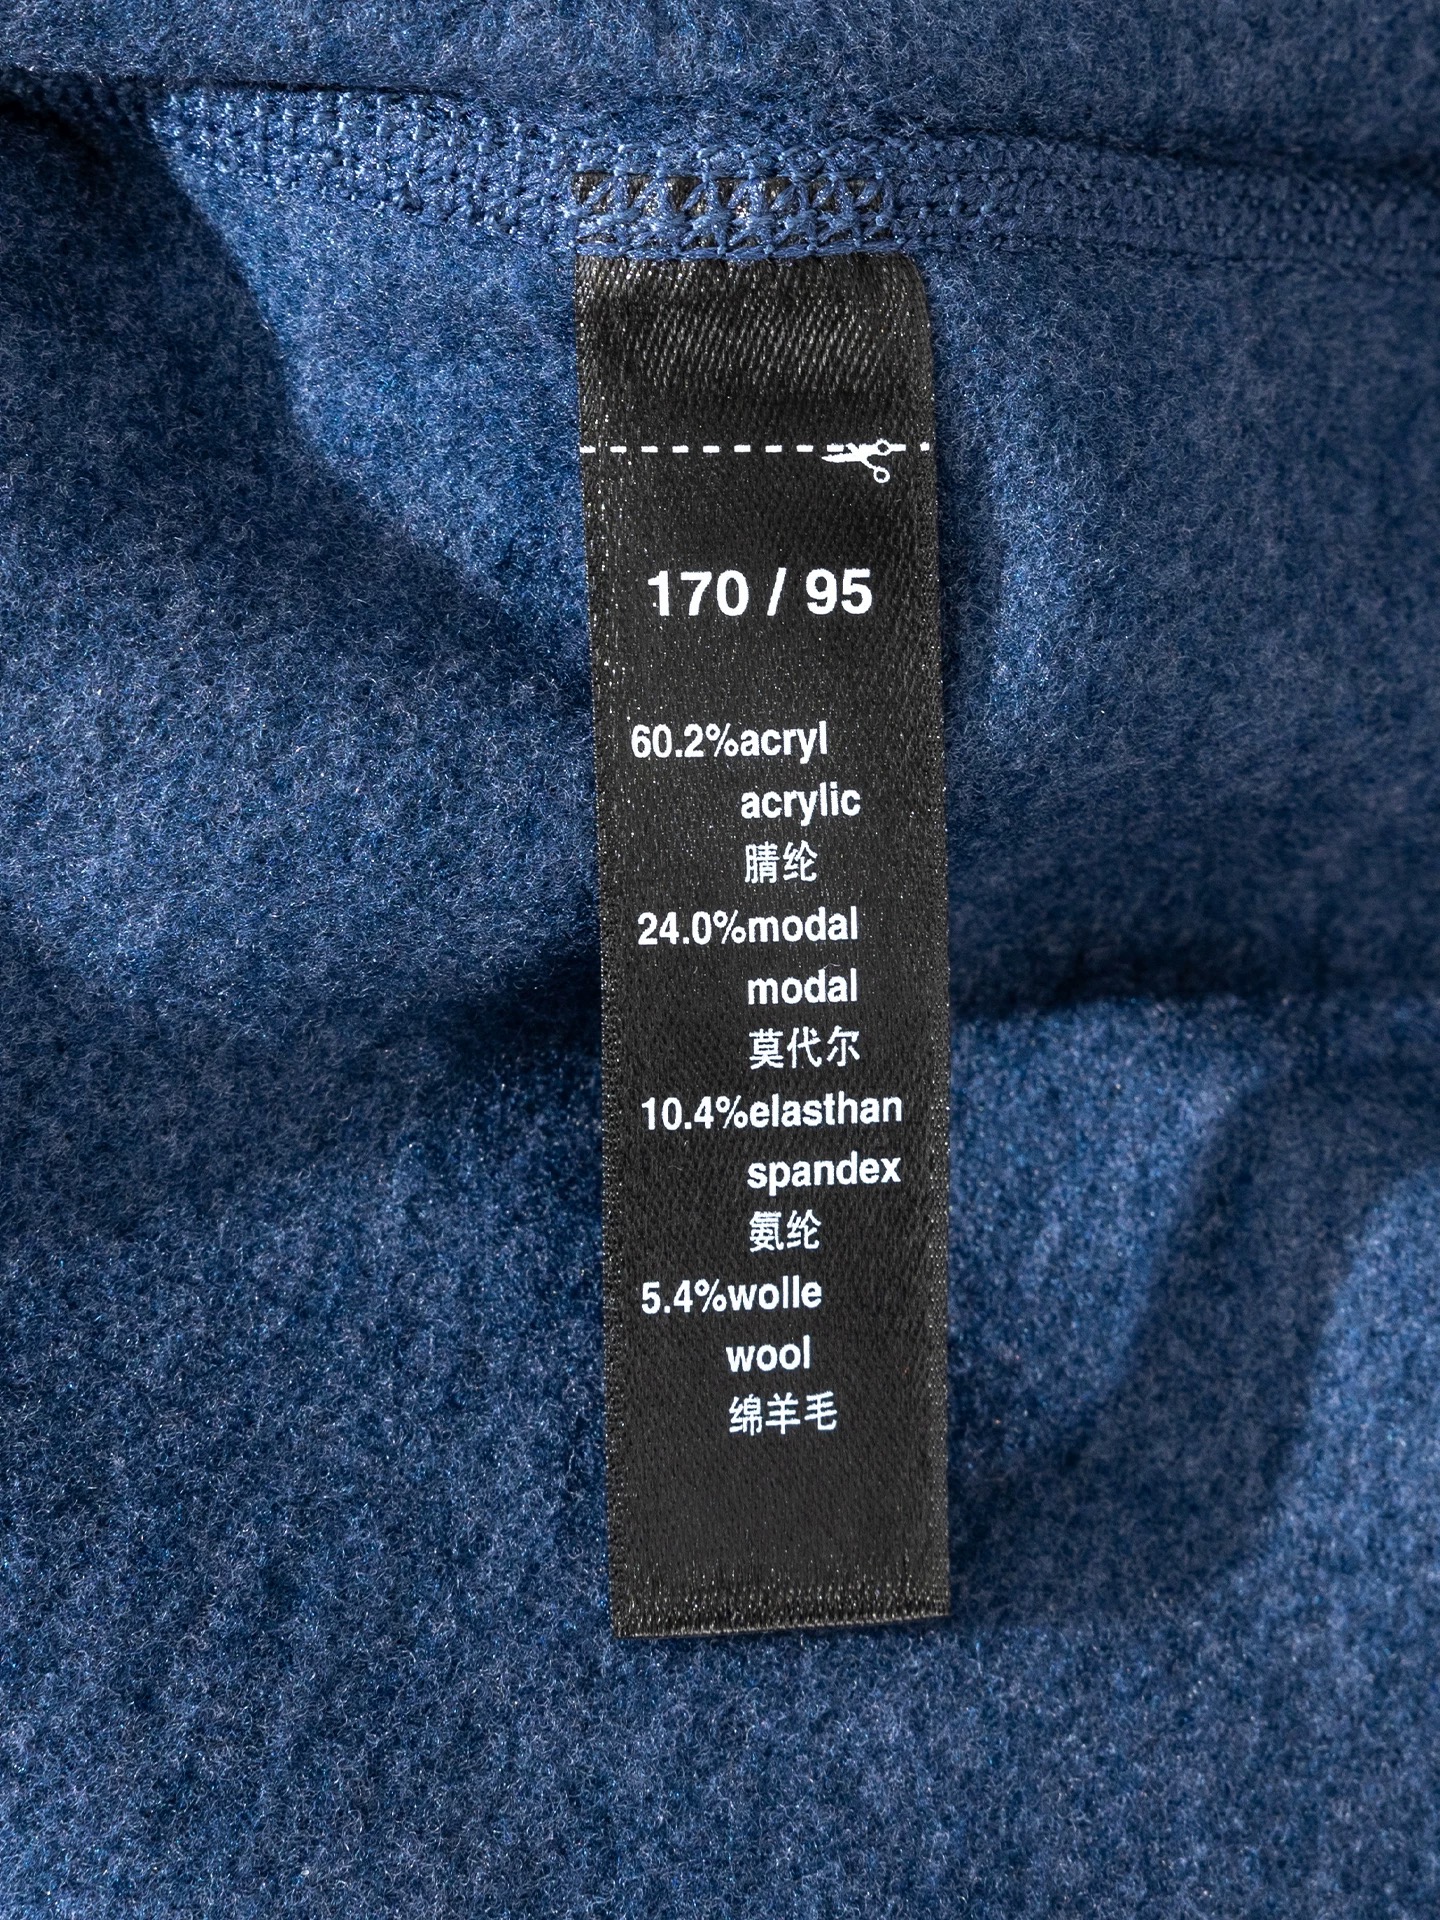 170 / 95
60.2%acryl
acrylic
腈纶
24.0%modal
modal
莫代尔
10.4%elasthan
spandex
氨纶
5.4%wolle
wool
绵羊毛